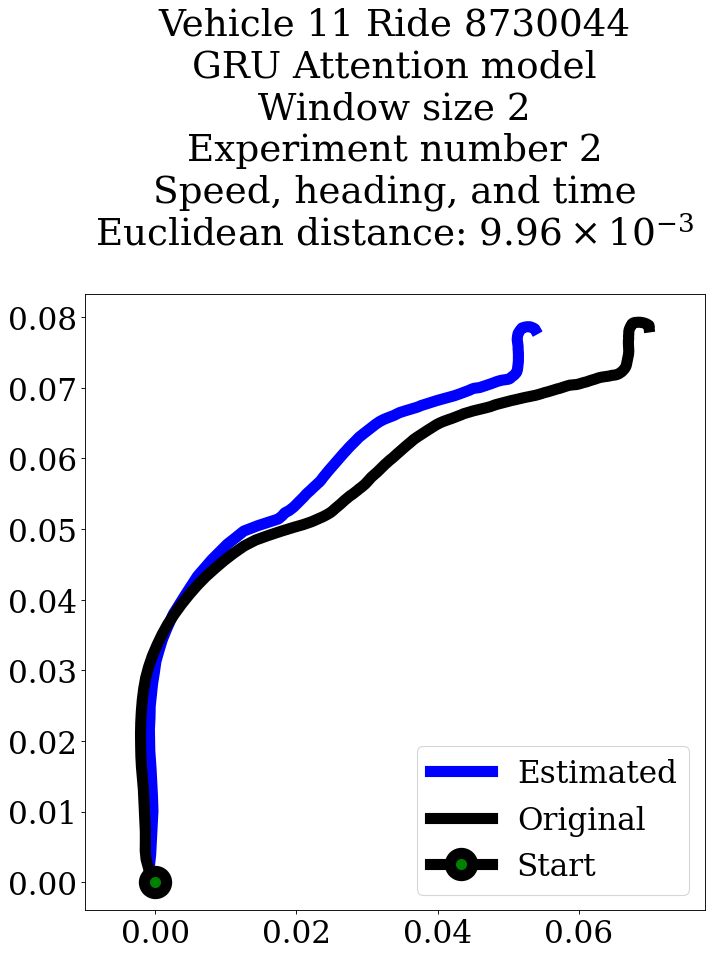 Vehicle 11 Ride 8730044
GRU Attention model
Window size 2
Experiment number 2
Speed, heading, and time
Euclidean distance: 9.96 × 10⁻³
0.08
0.07
0.06
0.05
0.04
0.03
0.02
0.01
0.00
Estimated
Original
Start
0.00 0.02 0.04 0.06